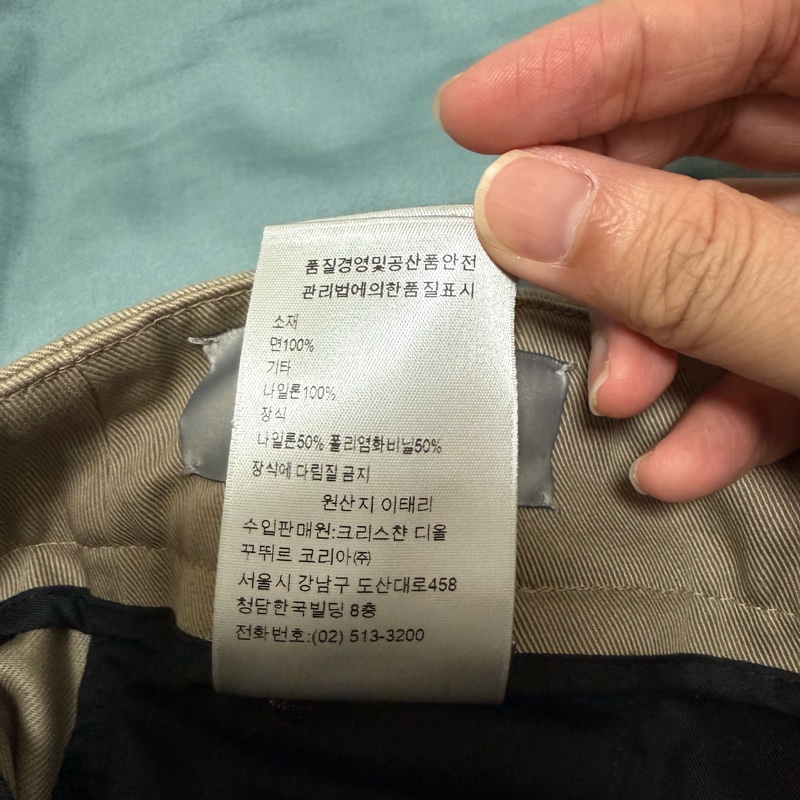 품질경영및공산품안전
관리법에의한품질표시
소재
면100%
기타
나일론100%
장식
나일론50% 폴리염화비닐50%
장식에 다림질 금지
원산지 이태리
수입판매원:크리스챤 디올
꾸뛰르 코리아㈜
서울시 강남구 도산대로458
청담한국빌딩 8층
전화번호:(02) 513-3200